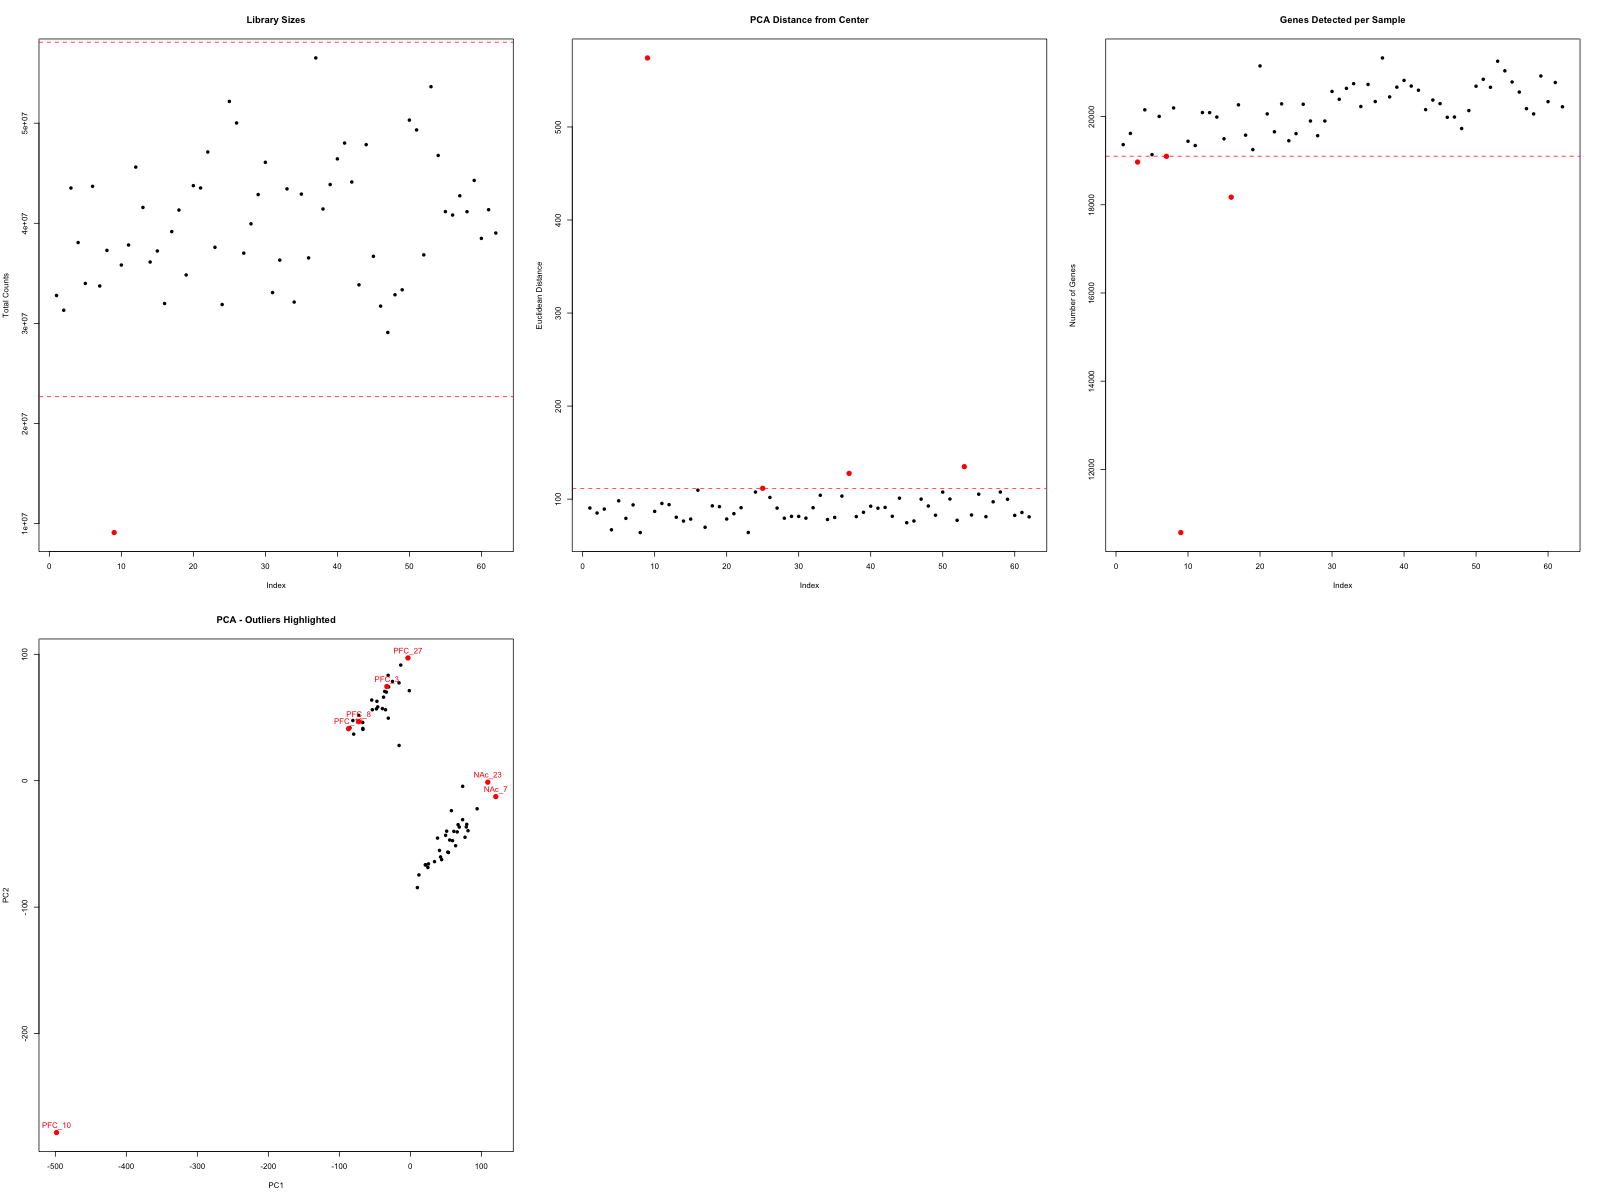 Library Sizes
Total Counts
5e+07
4e+07
3e+07
2e+07
1e+07
0 10 20 30 40 50 60
Index
PCA Distance from Center
Euclidean Distance
500
400
300
200
100
0 10 20 30 40 50 60
Index
Genes Detected per Sample
Number of Genes
20000
18000
16000
14000
12000
0 10 20 30 40 50 60
Index
PCA - Outliers Highlighted
PC2
100
0
-100
-200
PFC_27
PFC_3
PFC_8
PFC_
NAc_23
NAc_7
PFC_10
-500 -400 -300 -200 -100 0 100
PC1